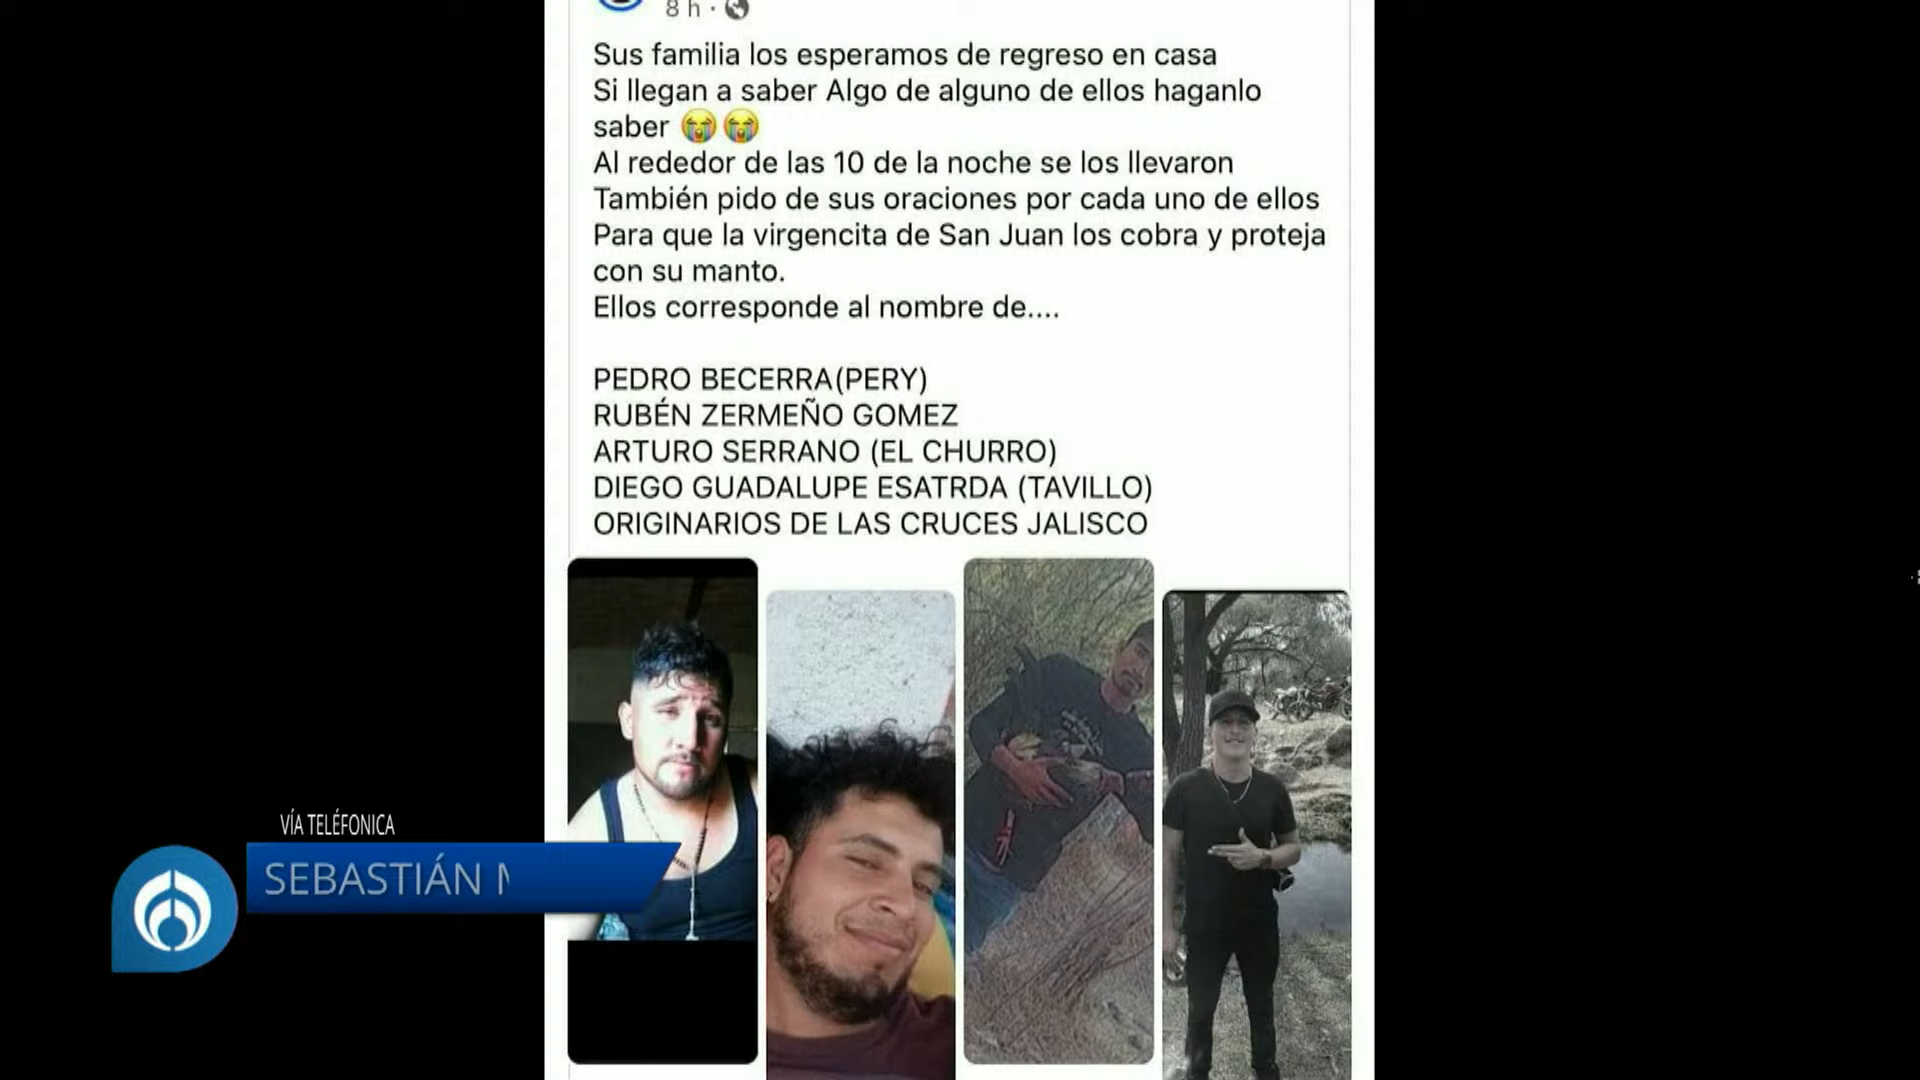 8 h ·
Sus familia los esperamos de regreso en casa
Si llegan a saber Algo de alguno de ellos haganlo
saber 😭😭
Al rededor de las 10 de la noche se los llevaron
También pido de sus oraciones por cada uno de ellos
Para que la virgencita de San Juan los cobra y proteja
con su manto.
Ellos corresponde al nombre de....
PEDRO BECERRA(PERY)
RUBÉN ZERMEÑO GOMEZ
ARTURO SERRANO (EL CHURRO)
DIEGO GUADALUPE ESATRDA (TAVILLO)
ORIGINARIOS DE LAS CRUCES JALISCO
VÍA TELÉFONICA
SEBASTIÁN